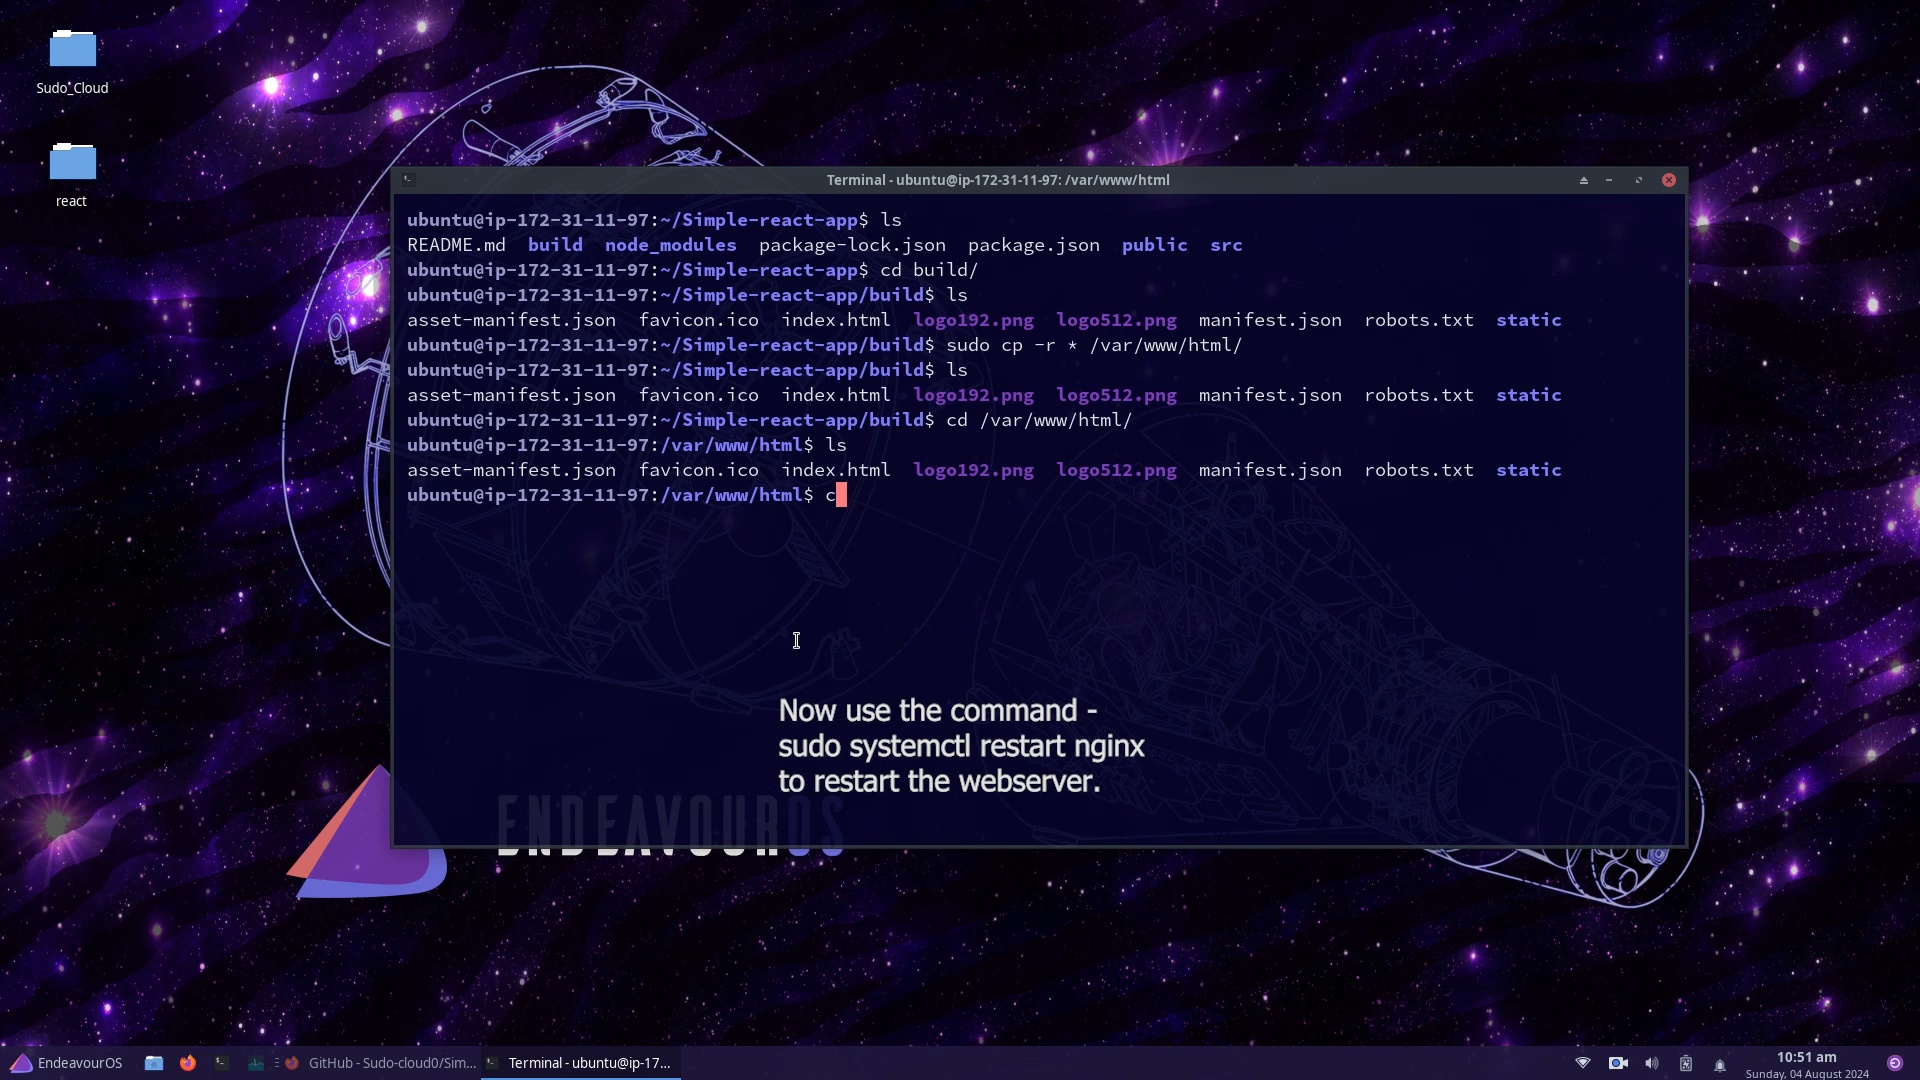 Sudo_Cloud
react
Terminal - ubuntu@ip-172-31-11-97: /var/www/html
ubuntu@ip-172-31-11-97:~/Simple-react-app$ ls
README.md  build  node_modules  package-lock.json  package.json  public  src
ubuntu@ip-172-31-11-97:~/Simple-react-app$ cd build/
ubuntu@ip-172-31-11-97:~/Simple-react-app/build$ ls
asset-manifest.json  favicon.ico  index.html  logo192.png  logo512.png  manifest.json  robots.txt  static
ubuntu@ip-172-31-11-97:~/Simple-react-app/build$ sudo cp -r * /var/www/html/
ubuntu@ip-172-31-11-97:~/Simple-react-app/build$ ls
asset-manifest.json  favicon.ico  index.html  logo192.png  logo512.png  manifest.json  robots.txt  static
ubuntu@ip-172-31-11-97:~/Simple-react-app/build$ cd /var/www/html/
ubuntu@ip-172-31-11-97:/var/www/html$ ls
asset-manifest.json  favicon.ico  index.html  logo192.png  logo512.png  manifest.json  robots.txt  static
ubuntu@ip-172-31-11-97:/var/www/html$ c
Now use the command -
sudo systemctl restart nginx
to restart the webserver.
ENDEAVOUROS
EndeavourOS
GitHub - Sudo-cloud0/Sim...
Terminal - ubuntu@ip-17...
10:51 am
Sunday, 04 August 2024